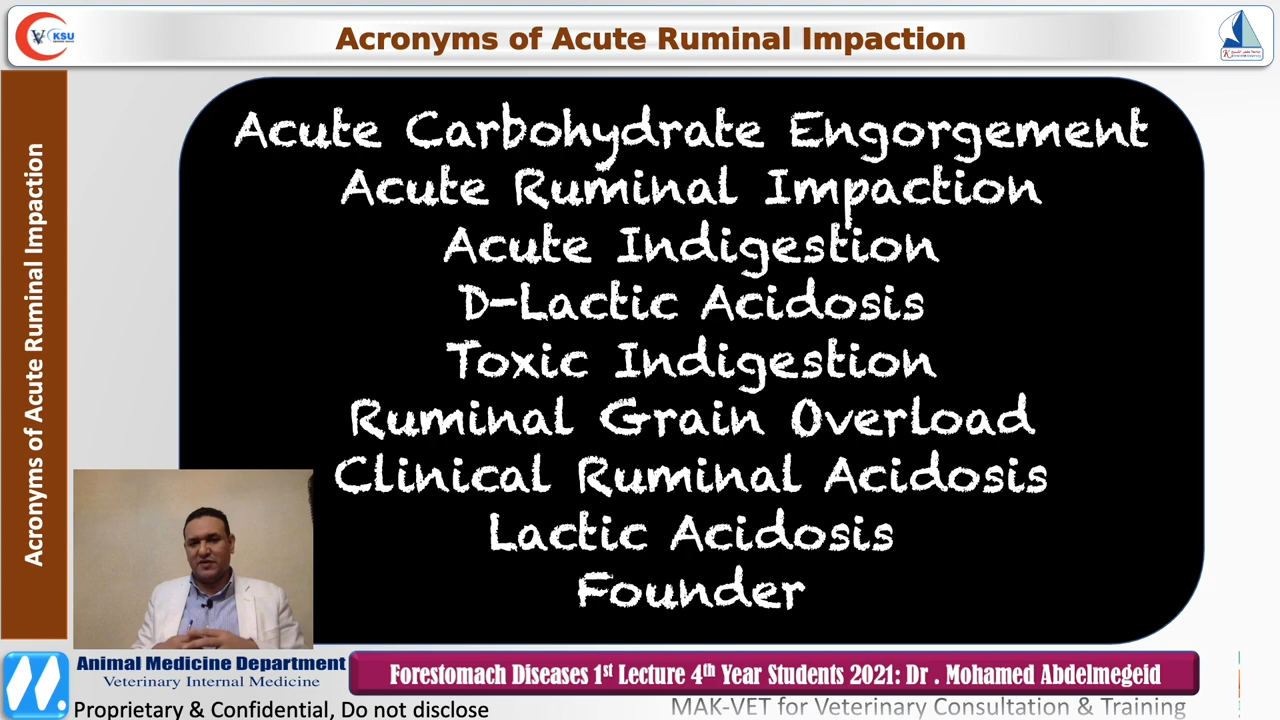 KSU
Acronyms of Acute Ruminal Impaction
Acronyms of Acute Ruminal Impaction
Acute Carbohydrate Engorgement
Acute Ruminal Impaction
Acute Indigestion
D-Lactic Acidosis
Toxic Indigestion
Ruminal Grain Overload
Clinical Ruminal Acidosis
Lactic Acidosis
Founder
Animal Medicine Department
Veterinary Internal Medicine
Forestomach Diseases 1st Lecture 4th Year Students 2021: Dr . Mohamed Abdelmegeid
Proprietary & Confidential, Do not disclose
MAK-VET for Veterinary Consultation & Training